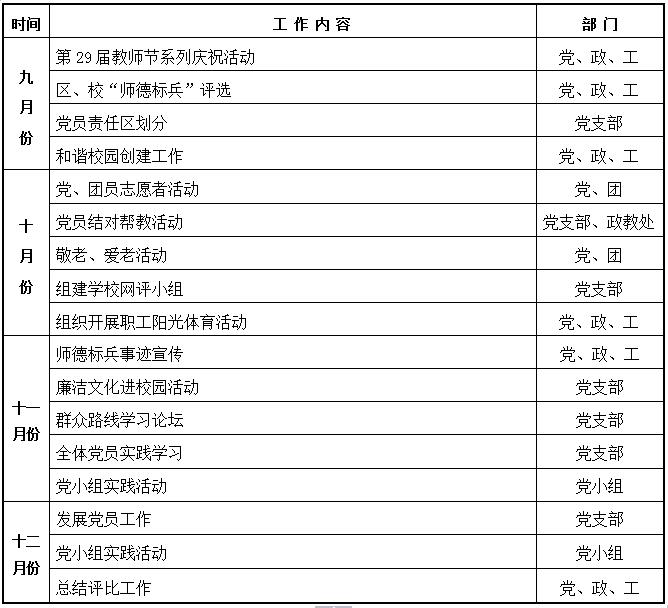 时间 工作内容 部门
九月份
第29届教师节系列庆祝活动 党、政、工
区、校“师德标兵”评选 党、政、工
党员责任区划分 党支部
和谐校园创建工作 党、政、工
十月份
党、团员志愿者活动 党、团
党员结对帮教活动 党支部、政教处
敬老、爱老活动 党、团
组建学校网评小组 党支部
组织开展职工阳光体育活动 党、政、工
十一月份
师德标兵事迹宣传 党、政、工
廉洁文化进校园活动 党支部
群众路线学习论坛 党支部
全体党员实践学习 党支部
党小组实践活动 党小组
十二月份
发展党员工作 党支部
党小组实践活动 党小组
总结评比工作 党、政、工